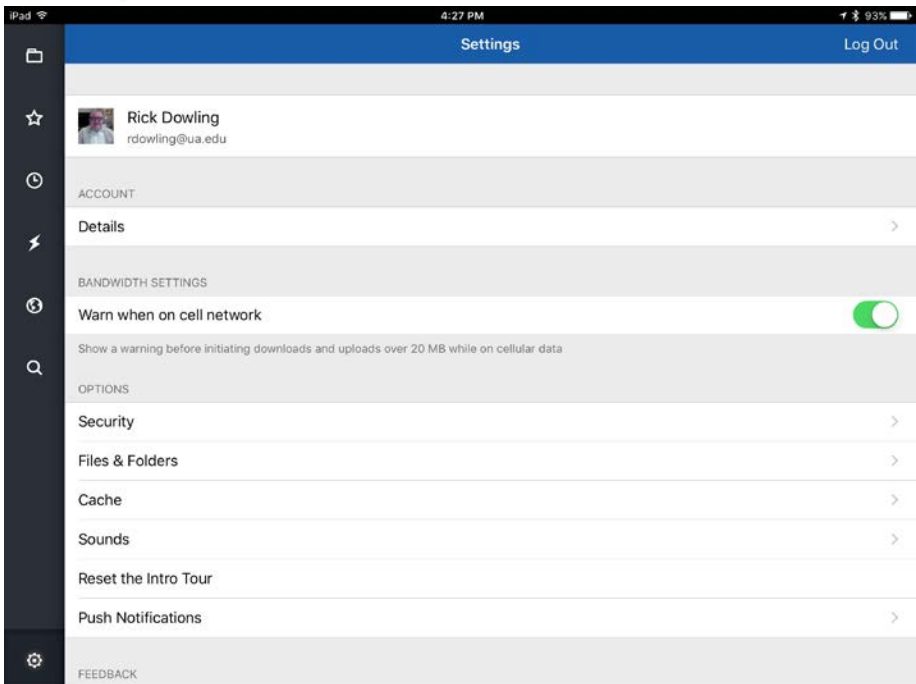 iPad 4:27 PM 93%
Settings Log Out
Rick Dowling
rdowling@ua.edu
ACCOUNT
Details
BANDWIDTH SETTINGS
Warn when on cell network
Show a warning before initiating downloads and uploads over 20 MB while on cellular data
OPTIONS
Security
Files & Folders
Cache
Sounds
Reset the Intro Tour
Push Notifications
FEEDBACK